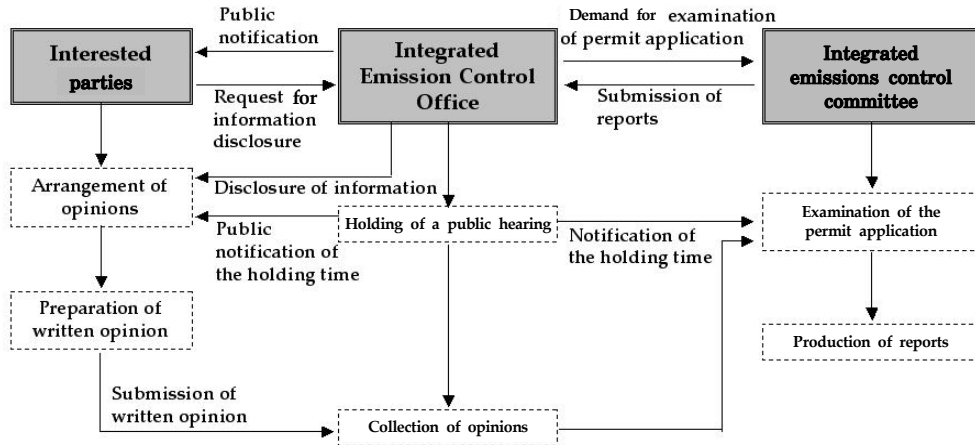 Public
notification
Demand for examination
of permit application
Interested
parties
Integrated
Emission Control
Office
Integrated
emissions control
committee
Request for
information
disclosure
Submission of
reports
Arrangement of
opinions
Disclosure of information
Holding of a public hearing
Examination of the
permit application
Public
notification of
the holding time
Notification of
the holding time
Preparation of
written opinion
Production of reports
Submission of
written opinion
Collection of opinions